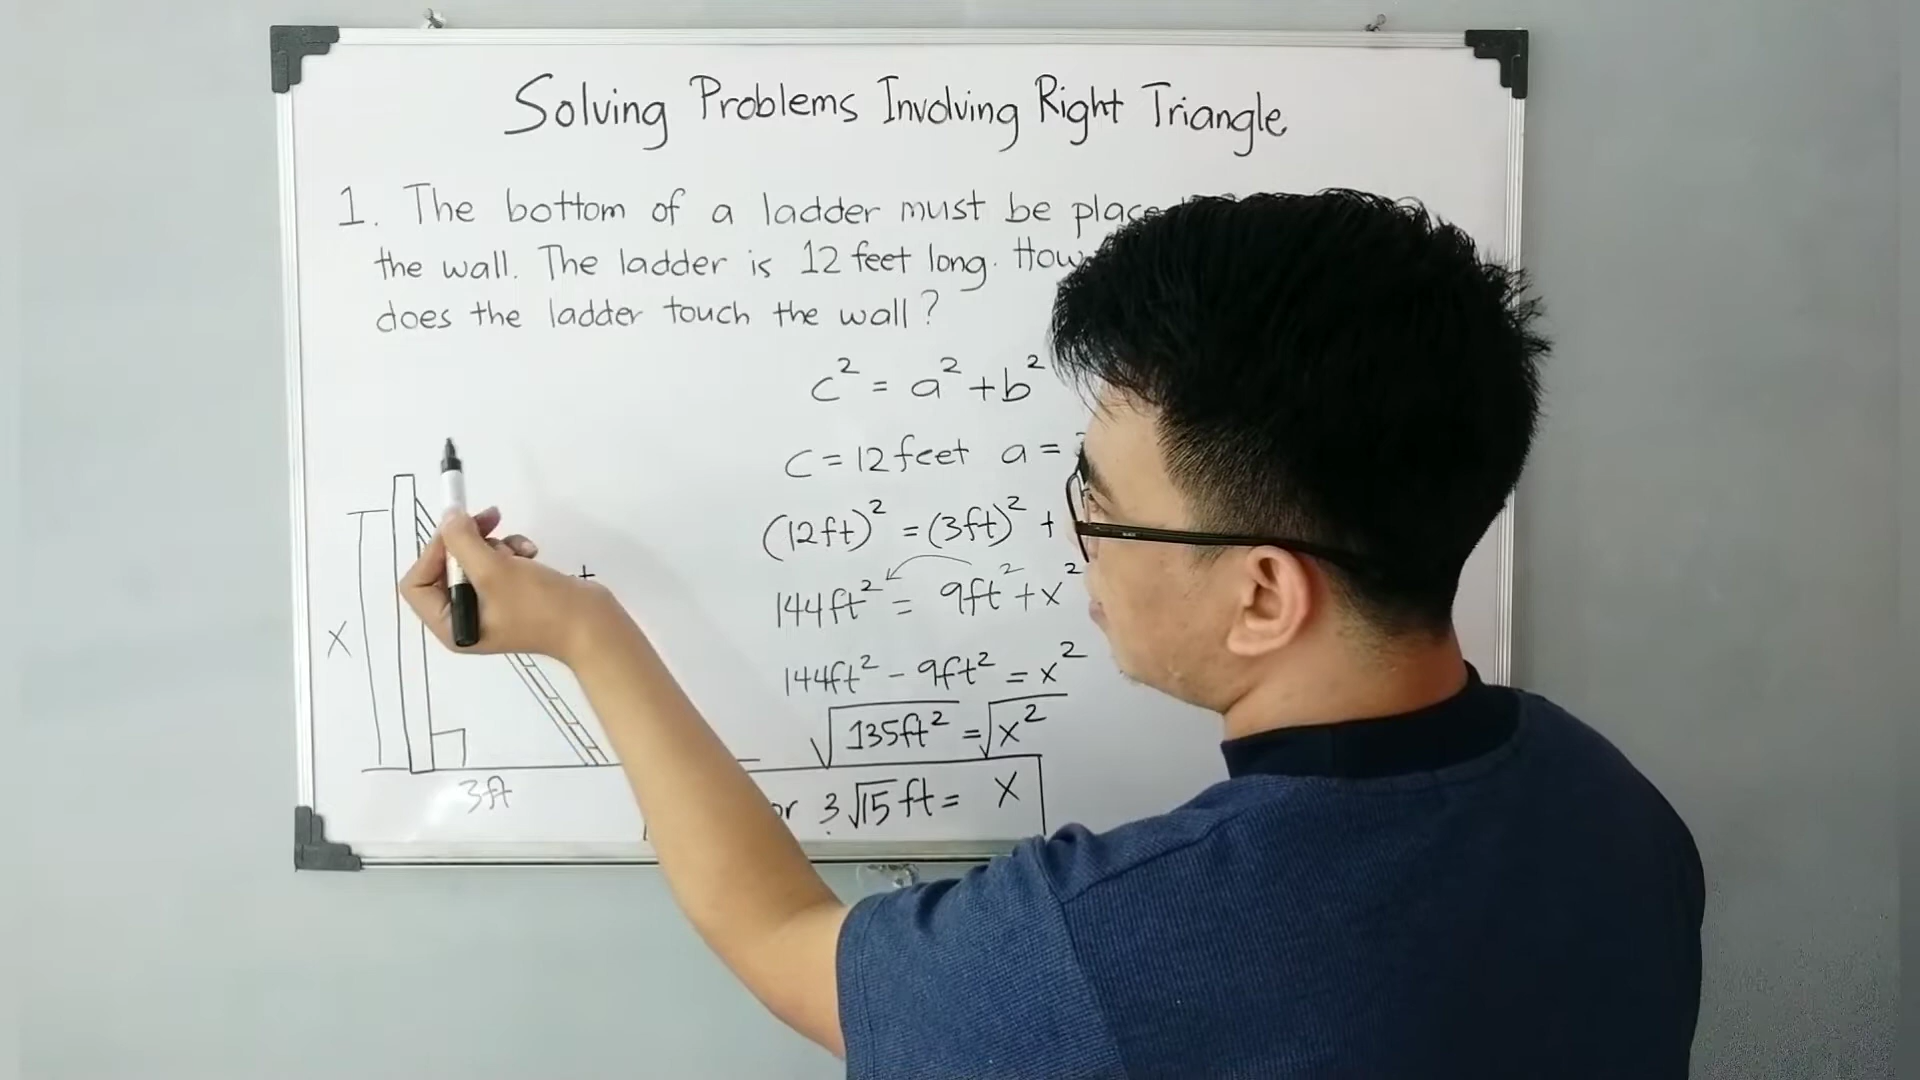 Solving Problems Involving Right Triangle
1. The bottom of a ladder must be
the wall. The ladder is 12 feet long. How
does the ladder touch the wall?
c² = a² + b²
c = 12 feet a =
(12ft)² = (3ft)² +
144ft² = 9ft² + x²
144ft² - 9ft² = x²
√135ft² = √x²
or 3√15 ft = x
x
3ft